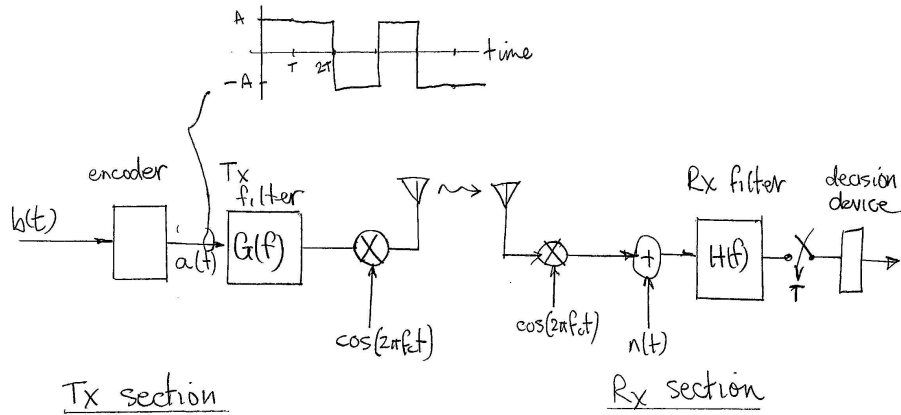 A
T
2T
time
-A
encoder
Tx
filter
Rx filter
decision
device
b(t)
a(t)
G(f)
H(f)
T
cos(2πfct)
cos(2πfct)
n(t)
Tx section
Rx section